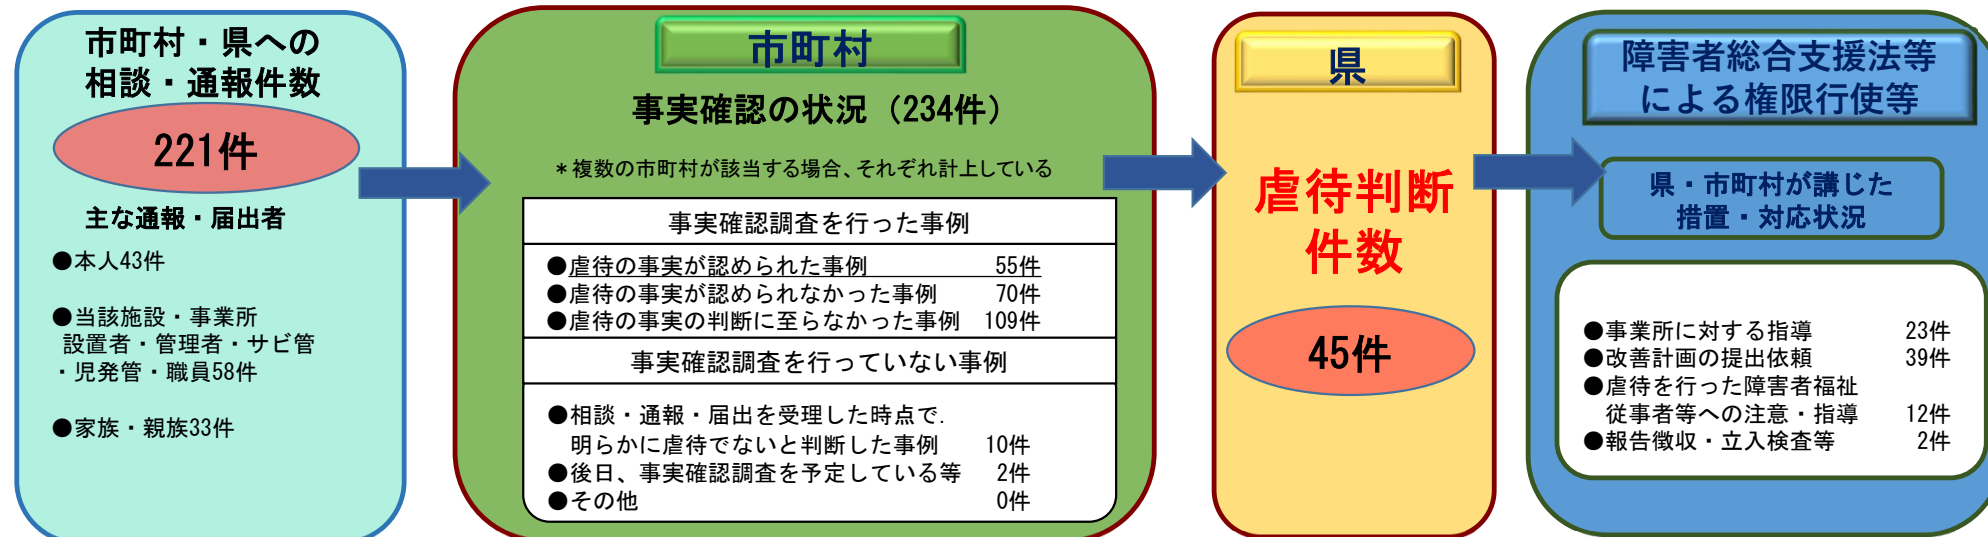 市町村・県への
相談・通報件数
221件
主な通報・届出者
●本人43件
●当該施設・事業所
設置者・管理者・サビ管
・児発管・職員58件
●家族・親族33件
市町村
事実確認の状況（234件）
＊複数の市町村が該当する場合、それぞれ計上している
事実確認調査を行った事例
●虐待の事実が認められた事例 55件
●虐待の事実が認められなかった事例 70件
●虐待の事実の判断に至らなかった事例 109件
事実確認調査を行っていない事例
●相談・通報・届出を受理した時点で.
明らかに虐待でないと判断した事例 10件
●後日、事実確認調査を予定している等 2件
●その他 0件
県
虐待判断
件数
45件
障害者総合支援法等
による権限行使等
県・市町村が講じた
措置・対応状況
●事業所に対する指導 23件
●改善計画の提出依頼 39件
●虐待を行った障害者福祉
従事者等への注意・指導 12件
●報告徴収・立入検査等 2件